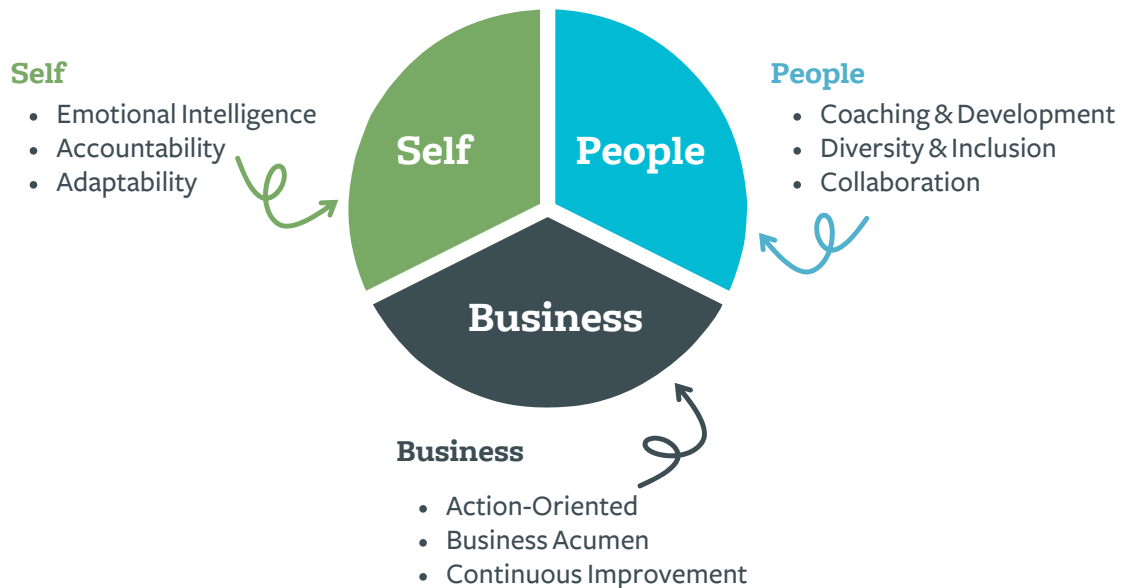 Self
• Emotional Intelligence
• Accountability
• Adaptability
Self
People
Business
People
• Coaching & Development
• Diversity & Inclusion
• Collaboration
Business
• Action-Oriented
• Business Acumen
• Continuous Improvement